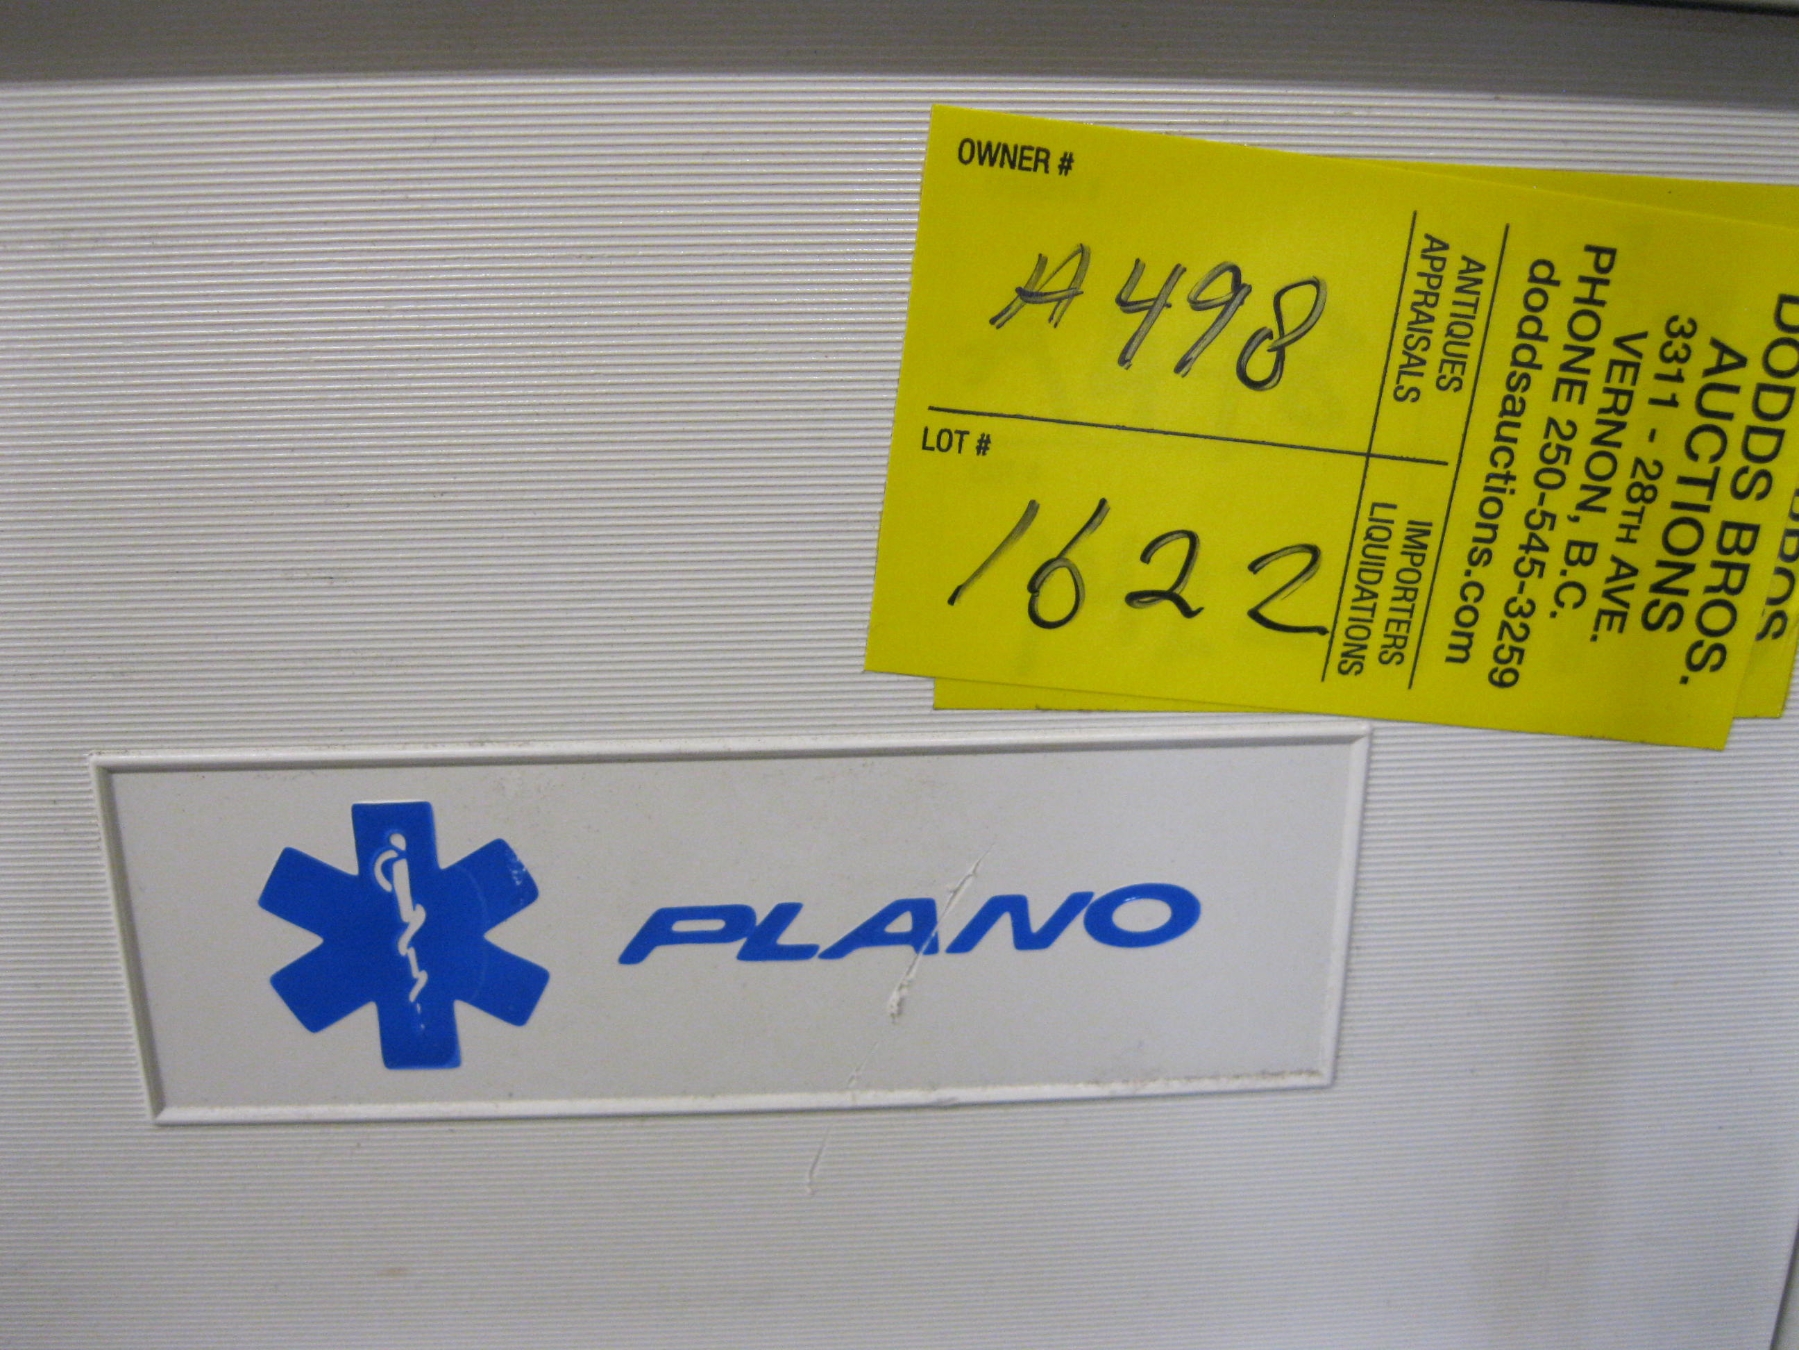 OWNER #
A498
LOT #
1622
ANTIQUES
APPRAISALS
IMPORTERS
LIQUIDATIONS
DODDS BROS.
AUCTIONS
3311 - 28TH AVE.
VERNON, B.C.
PHONE 250-545-3259
doddsauctions.com
PLANO